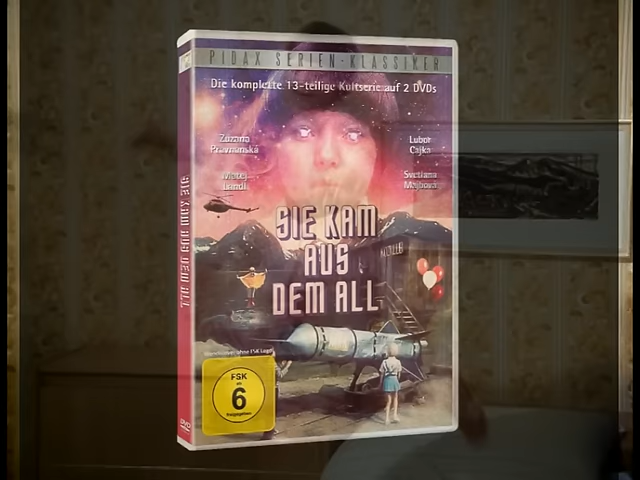 PIDAX SERIEN-KLASSIKER
Die komplette 13-teilige Kultserie auf 2 DVDs
Zuzana
Pravnanská
Lubor
Cajka
Matej
Landl
Svetlana
Majbová
SIE KAM
AUS
DEM ALL
SIE KAM AUS DEM ALL
FSK
ab
6
freigegeben
DVD